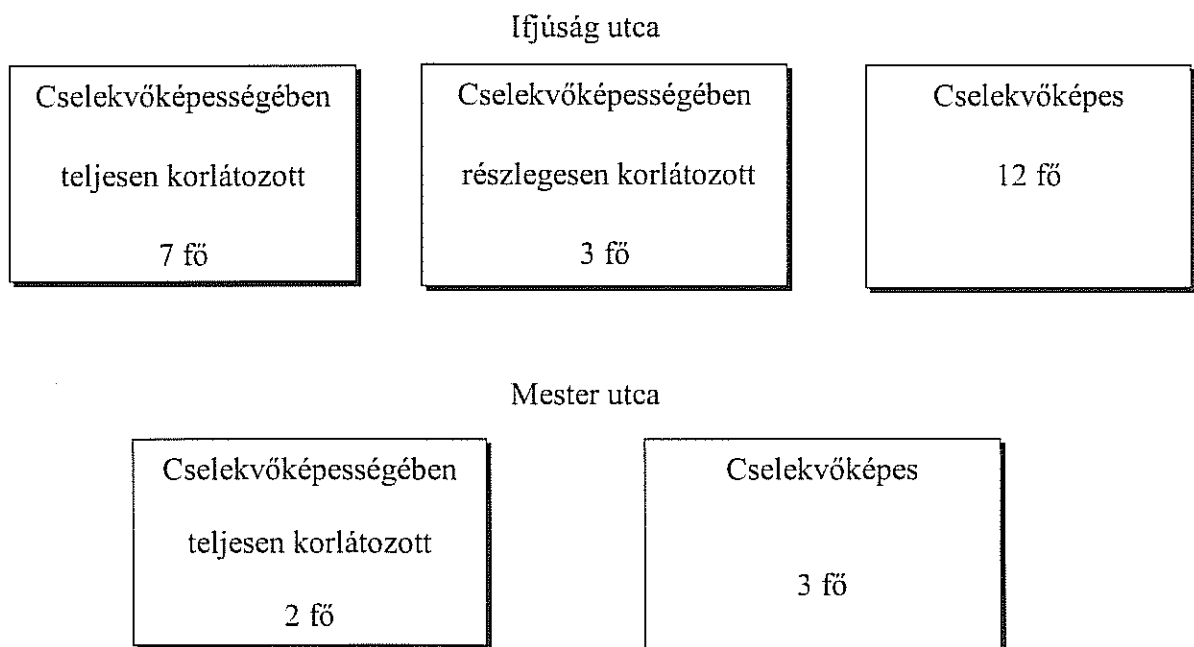 Ifjúság utca
Cselekvőképességében
teljesen korlátozott
7 fő
Cselekvőképességében
részlegesen korlátozott
3 fő
Cselekvőképes
12 fő
Mester utca
Cselekvőképességében
teljesen korlátozott
2 fő
Cselekvőképes
3 fő